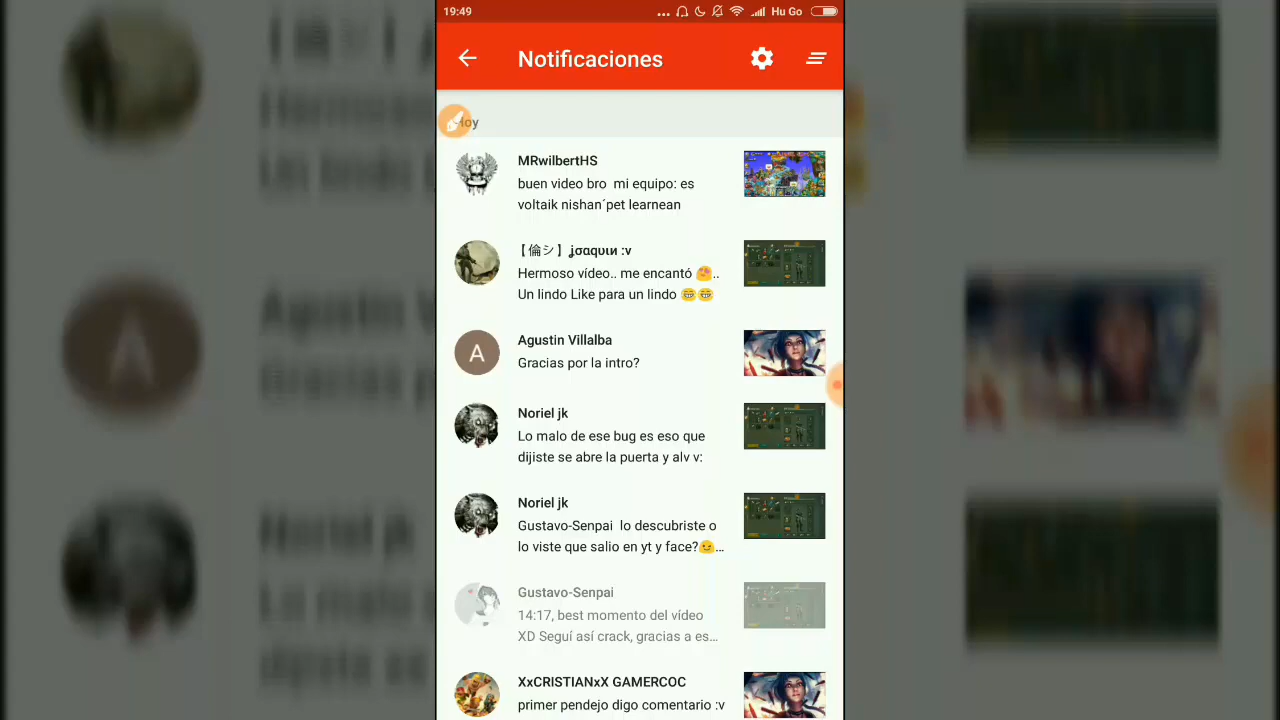 19:49
Hu Go
Notificaciones
Hoy
MRwilbertHS
buen video bro mi equipo: es
voltaik nishan´pet learnean
【倫シ】ʝσαqυιи :v
Hermoso vídeo.. me encantó 😍..
Un lindo Like para un lindo 😁😁
A
Agustin Villalba
Gracias por la intro?
Noriel jk
Lo malo de ese bug es eso que
dijiste se abre la puerta y alv v:
Noriel jk
Gustavo-Senpai lo descubriste o
lo viste que salio en yt y face?😉…
Gustavo-Senpai
14:17, best momento del vídeo
XD Seguí así crack, gracias a es…
XxCRISTIANxX GAMERCOC
primer pendejo digo comentario :v